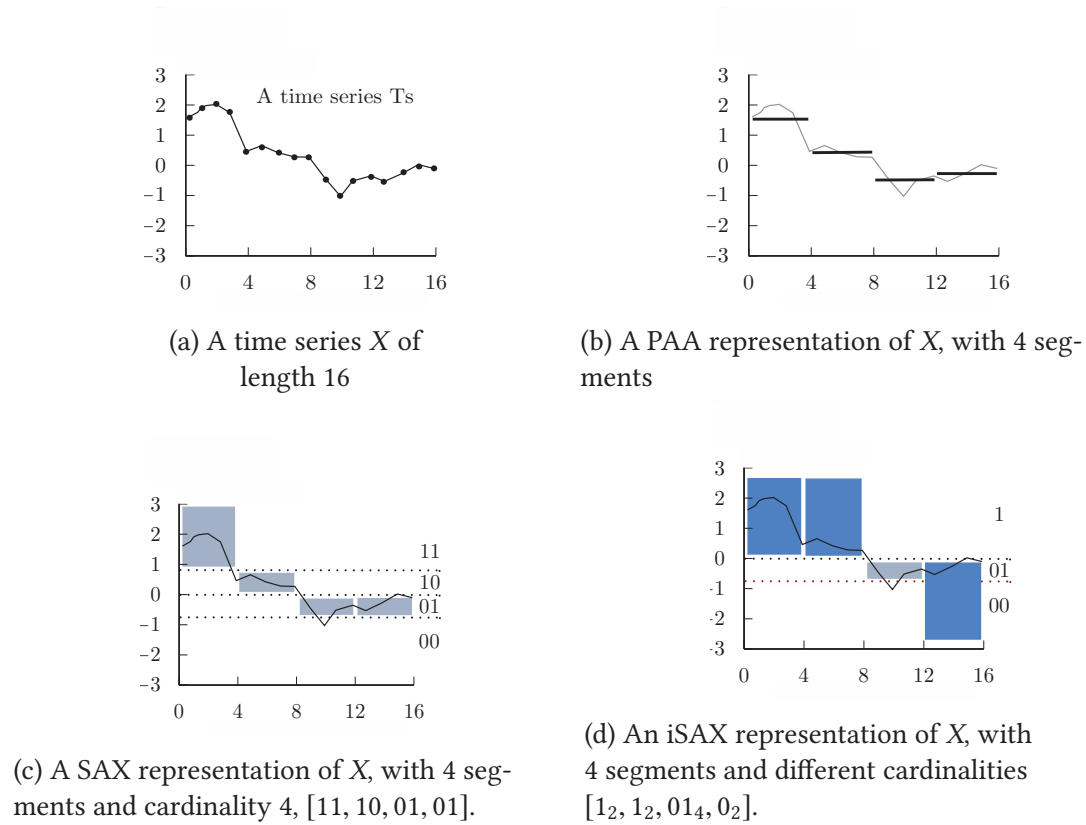 3
2
1
0
–1
–2
–3
0 4 8 12 16
A time series Ts
(a) A time series X of
length 16
3
2
1
0
–1
–2
–3
0 4 8 12 16
(b) A PAA representation of X, with 4 seg-
ments
3
2
1
0
–1
–2
–3
0 4 8 12 16
11
10
01
00
(c) A SAX representation of X, with 4 seg-
ments and cardinality 4, [11, 10, 01, 01].
3
2
1
0
-1
-2
-3
0 4 8 12 16
1
01
00
(d) An iSAX representation of X, with
4 segments and different cardinalities
[1₂, 1₂, 01₄, 0₂].